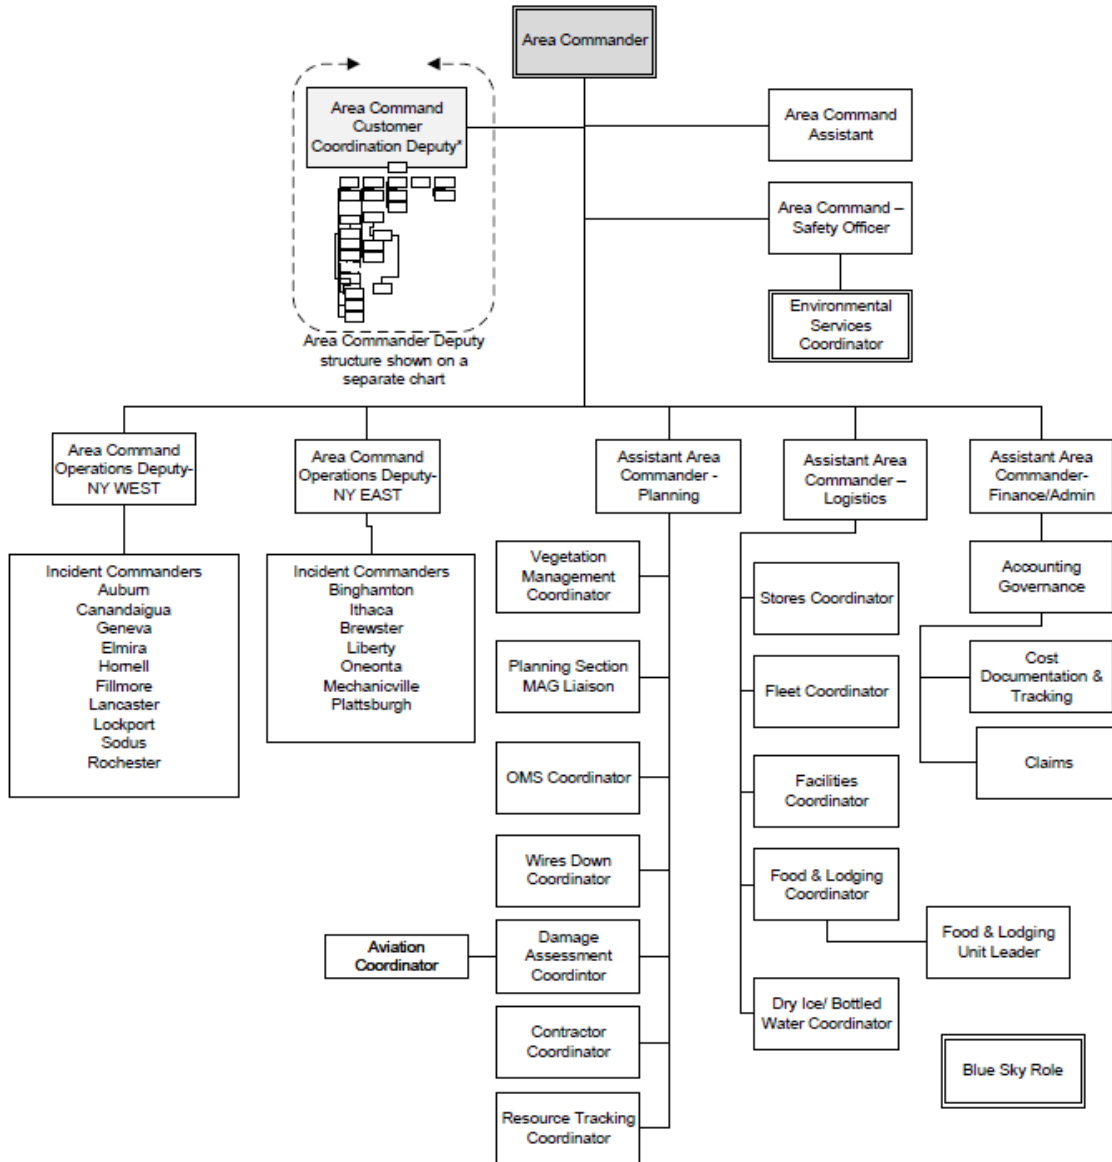 Area Commander
Area Command
Customer
Coordination Deputy*
Area Command
Assistant
Area Command –
Safety Officer
Environmental
Services
Coordinator
Area Commander Deputy
structure shown on a
separate chart
Area Command
Operations Deputy-
NY WEST
Area Command
Operations Deputy-
NY EAST
Assistant Area
Commander -
Planning
Assistant Area
Commander –
Logistics
Assistant Area
Commander-
Finance/Admin
Incident Commanders
Auburn
Canandaigua
Geneva
Elmira
Hornell
Fillmore
Lancaster
Lockport
Sodus
Rochester
Incident Commanders
Binghamton
Ithaca
Brewster
Liberty
Oneonta
Mechanicville
Plattsburgh
Vegetation
Management
Coordinator
Planning Section
MAG Liaison
OMS Coordinator
Wires Down
Coordinator
Aviation
Coordinator
Damage
Assessment
Coordintor
Contractor
Coordinator
Resource Tracking
Coordinator
Stores Coordinator
Fleet Coordinator
Facilities
Coordinator
Food & Lodging
Coordinator
Food & Lodging
Unit Leader
Dry Ice/ Bottled
Water Coordinator
Accounting
Governance
Cost
Documentation &
Tracking
Claims
Blue Sky Role